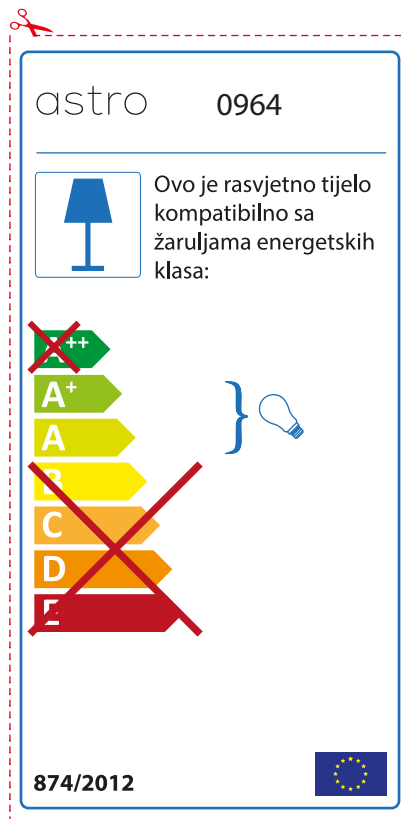 astro 0964
Ovo je rasvjetno tijelo
kompatibilno sa
žaruljama energetskih
klasa:
A++
A+
A
B
C
D
E
874/2012